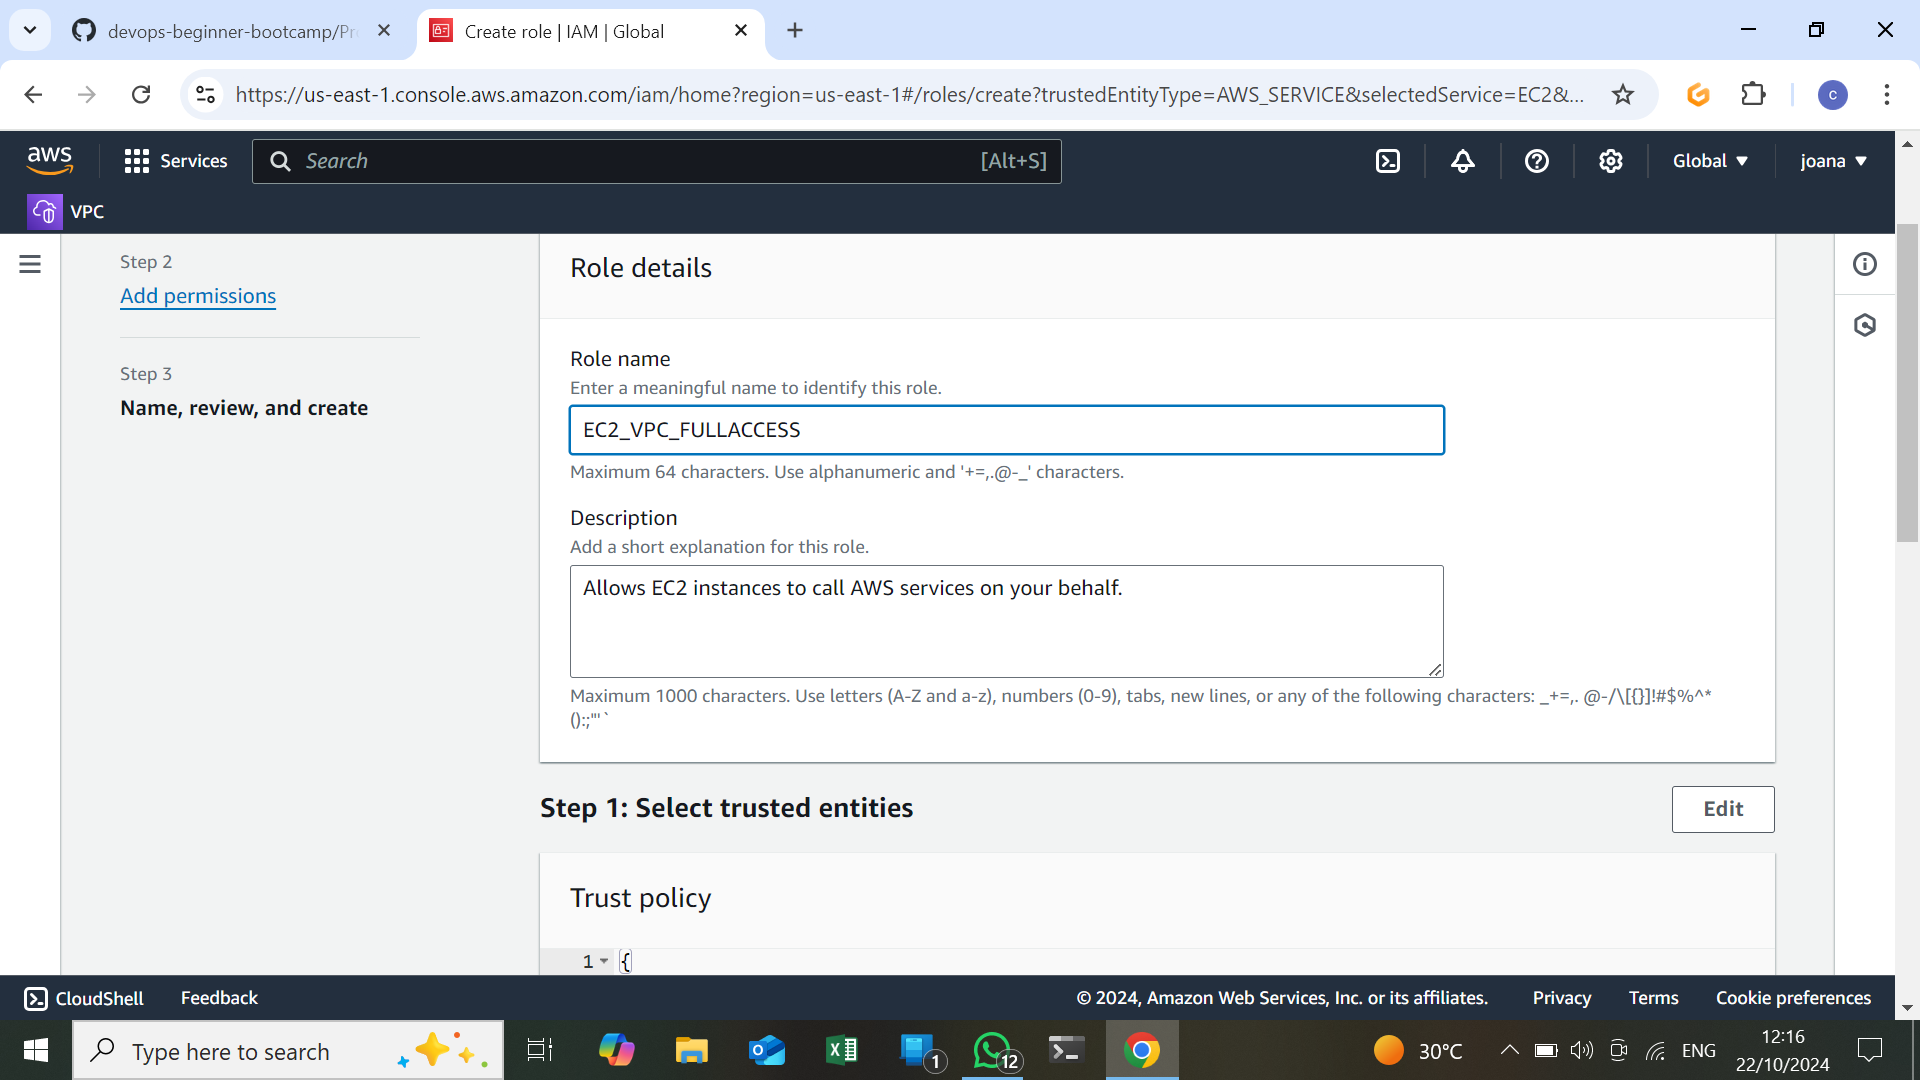 devops-beginner-bootcamp/Pr
Create role | IAM | Global
https://us-east-1.console.aws.amazon.com/iam/home?region=us-east-1#/roles/create?trustedEntityType=AWS_SERVICE&selectedService=EC2&...
c
aws
Services
Search
[Alt+S]
Global
joana
VPC
Step 2
Add permissions
Step 3
Name, review, and create
Role details
Role name
Enter a meaningful name to identify this role.
EC2_VPC_FULLACCESS
Maximum 64 characters. Use alphanumeric and '+=,.@-_' characters.
Description
Add a short explanation for this role.
Allows EC2 instances to call AWS services on your behalf.
Maximum 1000 characters. Use letters (A-Z and a-z), numbers (0-9), tabs, new lines, or any of the following characters: _+=,. @-/\[{}]!#$%^*
():;"'`
Step 1: Select trusted entities
Edit
Trust policy
1
{
CloudShell
Feedback
© 2024, Amazon Web Services, Inc. or its affiliates.
Privacy
Terms
Cookie preferences
Type here to search
1
12
30°C
ENG
12:16
22/10/2024